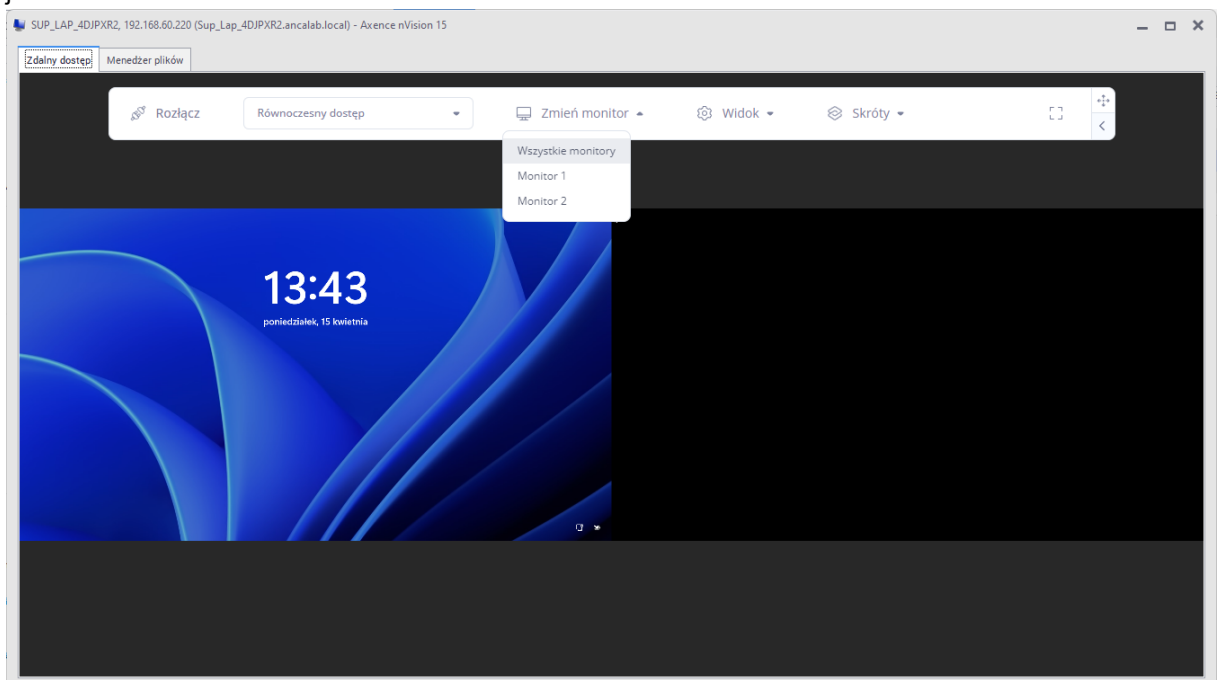 SUP_LAP_4DJPXR2, 192.168.60.220 (Sup_Lap_4DJPXR2.ancalab.local) - Axence nVision 15
Zdalny dostęp Menedżer plików
Rozłącz Równoczesny dostęp Zmień monitor Widok Skróty
Wszystkie monitory
Monitor 1
Monitor 2
13:43
poniedziałek, 15 kwietnia